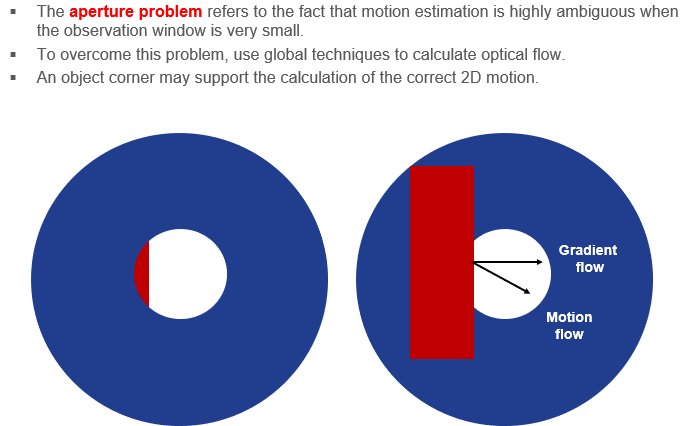 ▪ The aperture problem refers to the fact that motion estimation is highly ambiguous when
the observation window is very small.
▪ To overcome this problem, use global techniques to calculate optical flow.
▪ An object corner may support the calculation of the correct 2D motion.
Gradient
flow
Motion
flow